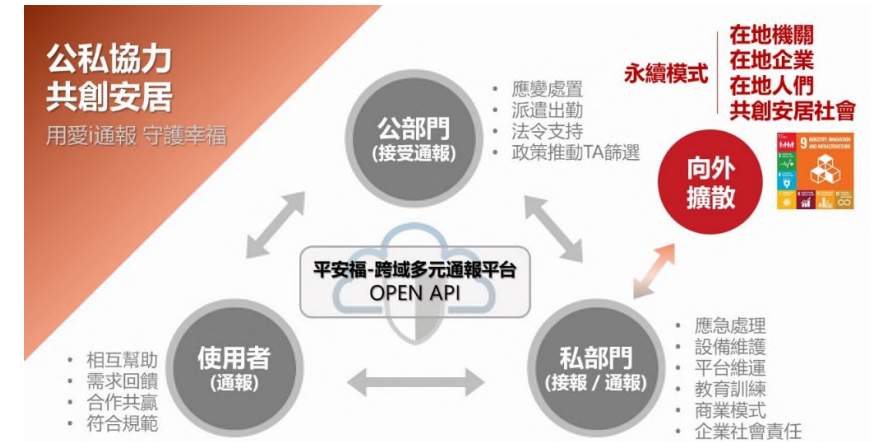 公私協力
共創安居
用愛i通報 守護幸福
公部門
(接受通報)
• 應變處置
• 派遣出勤
• 法令支持
• 政策推動TA篩選
永續模式
在地機關
在地企業
在地人們
共創安居社會
向外
擴散
9 INDUSTRY, INNOVATION
AND INFRASTRUCTURE
平安福-跨域多元通報平台
OPEN API
• 相互幫助
• 需求回饋
• 合作共贏
• 符合規範
使用者
(通報)
私部門
(接報 / 通報)
• 應急處理
• 設備維護
• 平台維運
• 教育訓練
• 商業模式
• 企業社會責任